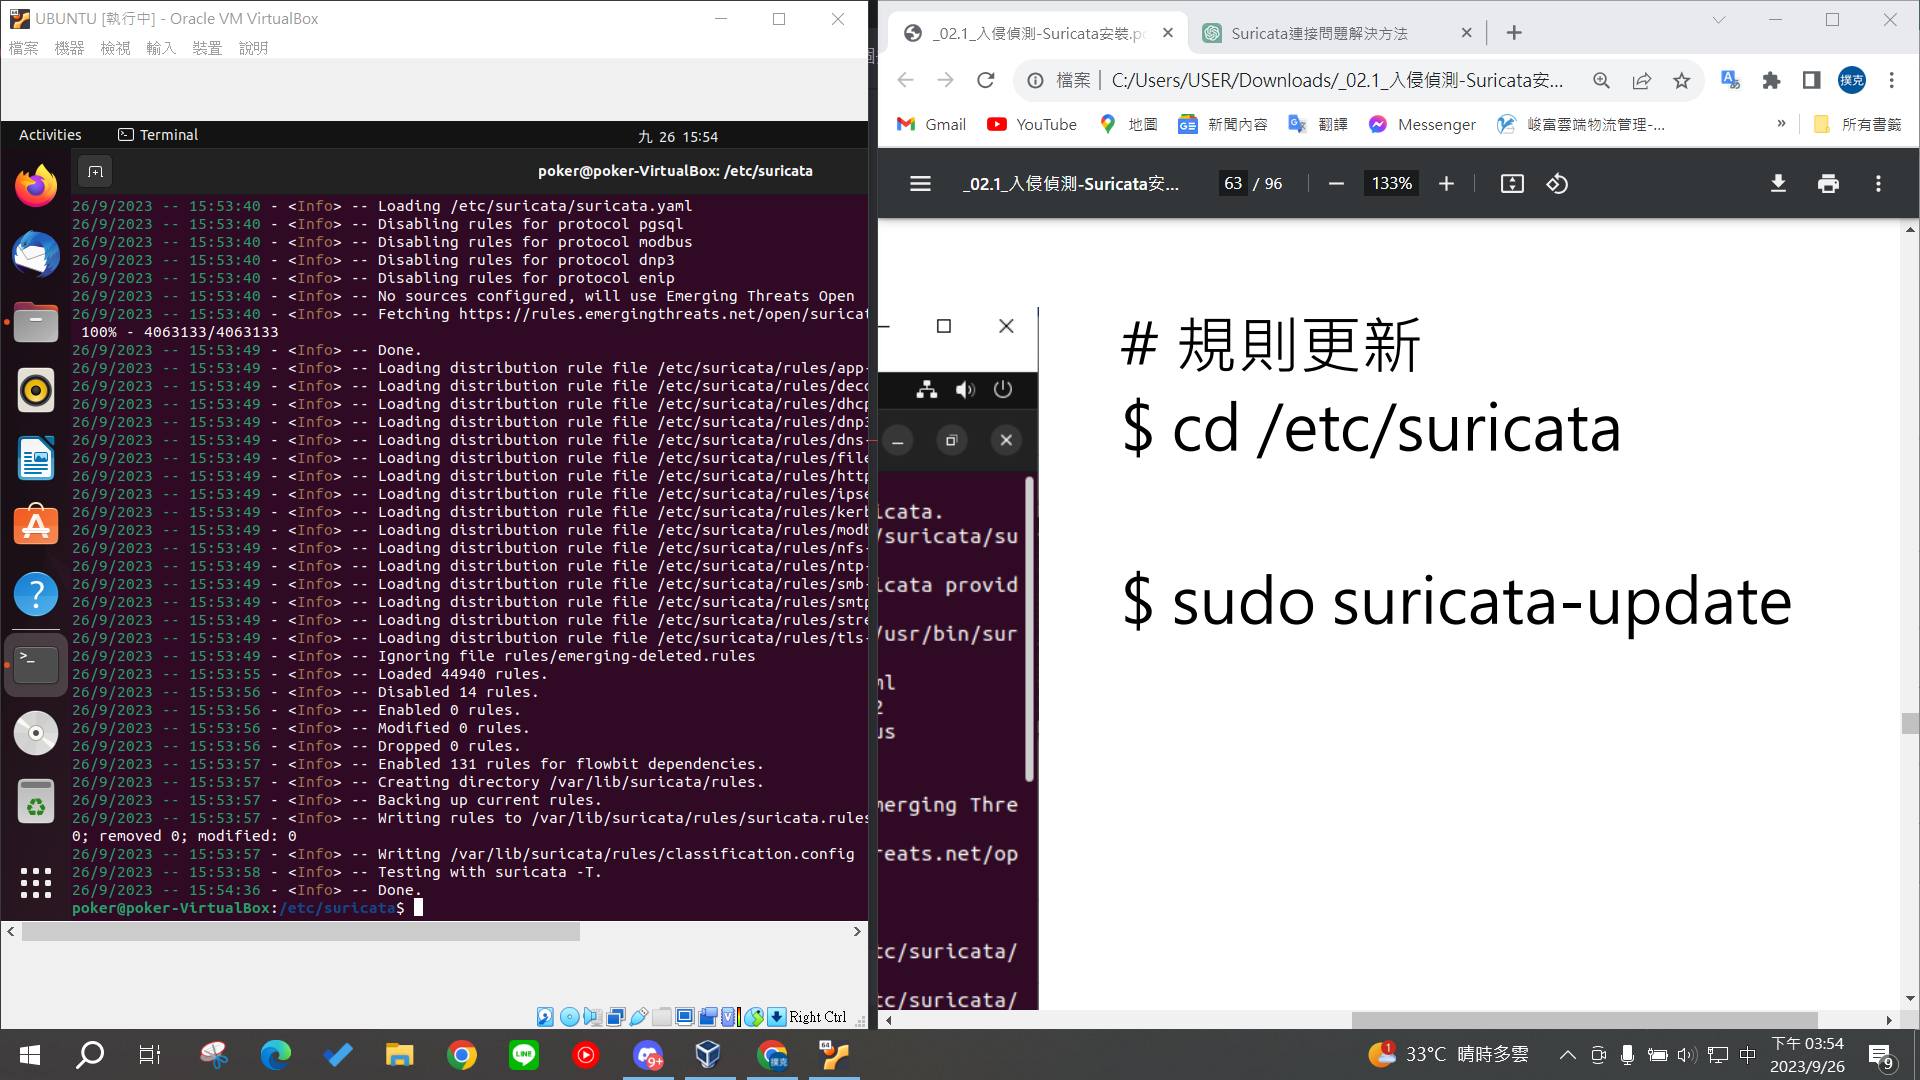 UBUNTU [執行中] - Oracle VM VirtualBox
檔案 機器 檢視 輸入 裝置 說明
Activities Terminal 九 26 15:54
poker@poker-VirtualBox: /etc/suricata
26/9/2023 -- 15:53:40 - <Info> -- Loading /etc/suricata/suricata.yaml
26/9/2023 -- 15:53:40 - <Info> -- Disabling rules for protocol pgsql
26/9/2023 -- 15:53:40 - <Info> -- Disabling rules for protocol modbus
26/9/2023 -- 15:53:40 - <Info> -- Disabling rules for protocol dnp3
26/9/2023 -- 15:53:40 - <Info> -- Disabling rules for protocol enip
26/9/2023 -- 15:53:40 - <Info> -- No sources configured, will use Emerging Threats Open
26/9/2023 -- 15:53:40 - <Info> -- Fetching https://rules.emergingthreats.net/open/surica
100% - 4063133/4063133
26/9/2023 -- 15:53:49 - <Info> -- Done.
26/9/2023 -- 15:53:49 - <Info> -- Loading distribution rule file /etc/suricata/rules/app-
26/9/2023 -- 15:53:49 - <Info> -- Loading distribution rule file /etc/suricata/rules/deco
26/9/2023 -- 15:53:49 - <Info> -- Loading distribution rule file /etc/suricata/rules/dhcp
26/9/2023 -- 15:53:49 - <Info> -- Loading distribution rule file /etc/suricata/rules/dnp3
26/9/2023 -- 15:53:49 - <Info> -- Loading distribution rule file /etc/suricata/rules/dns-
26/9/2023 -- 15:53:49 - <Info> -- Loading distribution rule file /etc/suricata/rules/file
26/9/2023 -- 15:53:49 - <Info> -- Loading distribution rule file /etc/suricata/rules/http
26/9/2023 -- 15:53:49 - <Info> -- Loading distribution rule file /etc/suricata/rules/ipse
26/9/2023 -- 15:53:49 - <Info> -- Loading distribution rule file /etc/suricata/rules/kerb
26/9/2023 -- 15:53:49 - <Info> -- Loading distribution rule file /etc/suricata/rules/modb
26/9/2023 -- 15:53:49 - <Info> -- Loading distribution rule file /etc/suricata/rules/nfs-
26/9/2023 -- 15:53:49 - <Info> -- Loading distribution rule file /etc/suricata/rules/ntp-
26/9/2023 -- 15:53:49 - <Info> -- Loading distribution rule file /etc/suricata/rules/smb-
26/9/2023 -- 15:53:49 - <Info> -- Loading distribution rule file /etc/suricata/rules/smtp
26/9/2023 -- 15:53:49 - <Info> -- Loading distribution rule file /etc/suricata/rules/stre
26/9/2023 -- 15:53:49 - <Info> -- Loading distribution rule file /etc/suricata/rules/tls-
26/9/2023 -- 15:53:49 - <Info> -- Ignoring file rules/emerging-deleted.rules
26/9/2023 -- 15:53:55 - <Info> -- Loaded 44940 rules.
26/9/2023 -- 15:53:56 - <Info> -- Disabled 14 rules.
26/9/2023 -- 15:53:56 - <Info> -- Enabled 0 rules.
26/9/2023 -- 15:53:56 - <Info> -- Modified 0 rules.
26/9/2023 -- 15:53:56 - <Info> -- Dropped 0 rules.
26/9/2023 -- 15:53:57 - <Info> -- Enabled 131 rules for flowbit dependencies.
26/9/2023 -- 15:53:57 - <Info> -- Creating directory /var/lib/suricata/rules.
26/9/2023 -- 15:53:57 - <Info> -- Backing up current rules.
26/9/2023 -- 15:53:57 - <Info> -- Writing rules to /var/lib/suricata/rules/suricata.rules
0; removed 0; modified: 0
26/9/2023 -- 15:53:57 - <Info> -- Writing /var/lib/suricata/rules/classification.config
26/9/2023 -- 15:53:58 - <Info> -- Testing with suricata -T.
26/9/2023 -- 15:54:36 - <Info> -- Done.
poker@poker-VirtualBox:/etc/suricata$
Right Ctrl
_02.1_入侵偵測-Suricata安裝.p
Suricata連接問題解決方法
檔案 C:/Users/USER/Downloads/_02.1_入侵偵測-Suricata安...
撲克
Gmail YouTube 地圖 新聞內容 翻譯 Messenger 峻富雲端物流管理-... » 所有書籤
_02.1_入侵偵測-Suricata安... 63 / 96 133%
icata.
/suricata/su
icata provid
/usr/bin/sur
ml
2
us
merging Thre
reats.net/op
tc/suricata/
tc/suricata/
# 規則更新
$ cd /etc/suricata
$ sudo suricata-update
33°C 晴時多雲
中
下午 03:54
2023/9/26
9